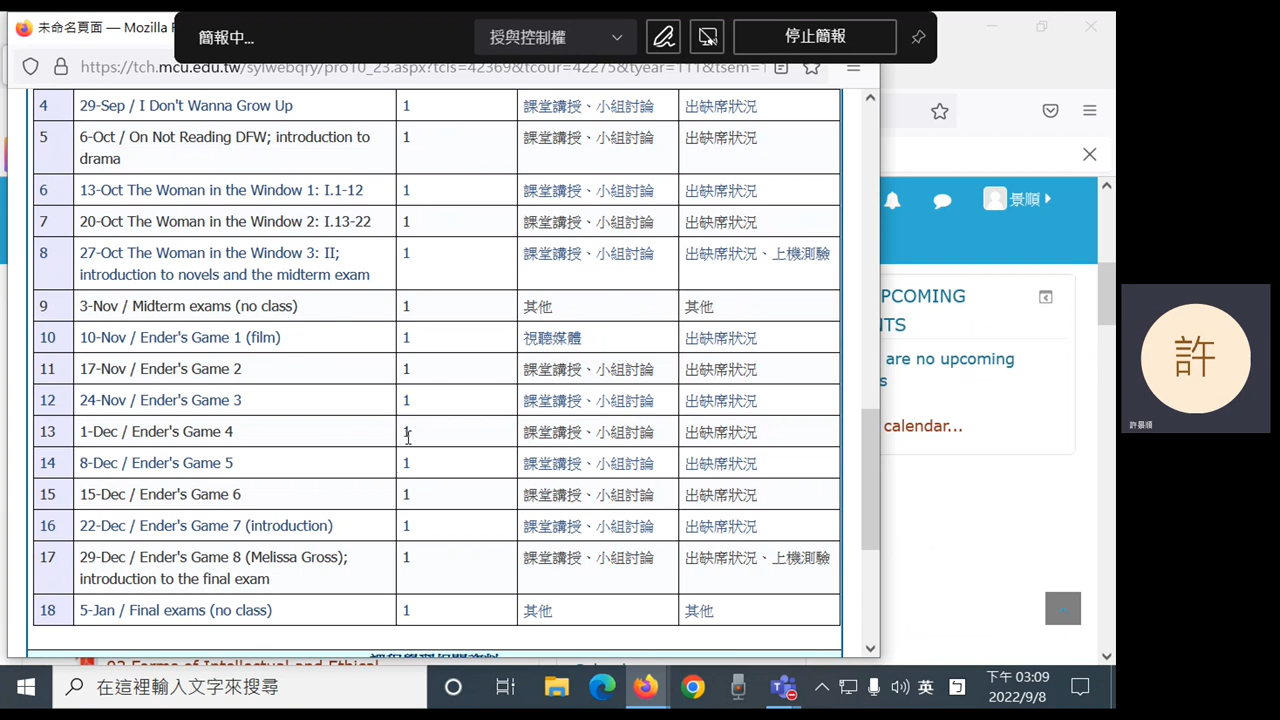 未命名頁面 — Mozilla F
簡報中...
授與控制權
停止簡報
https://tch.mcu.edu.tw/sylwebqry/pro10_23.aspx?tcls=42369&tcour=42275&tyear=111&tsem=1
4 29-Sep / I Don't Wanna Grow Up 1 課堂講授、小組討論 出缺席狀況
5 6-Oct / On Not Reading DFW; introduction to 1 課堂講授、小組討論 出缺席狀況
drama
6 13-Oct The Woman in the Window 1: I.1-12 1 課堂講授、小組討論 出缺席狀況
7 20-Oct The Woman in the Window 2: I.13-22 1 課堂講授、小組討論 出缺席狀況
8 27-Oct The Woman in the Window 3: II; 1 課堂講授、小組討論 出缺席狀況、上機測驗
introduction to novels and the midterm exam
9 3-Nov / Midterm exams (no class) 1 其他 其他
10 10-Nov / Ender's Game 1 (film) 1 視聽媒體 出缺席狀況
11 17-Nov / Ender's Game 2 1 課堂講授、小組討論 出缺席狀況
12 24-Nov / Ender's Game 3 1 課堂講授、小組討論 出缺席狀況
13 1-Dec / Ender's Game 4 1 課堂講授、小組討論 出缺席狀況
14 8-Dec / Ender's Game 5 1 課堂講授、小組討論 出缺席狀況
15 15-Dec / Ender's Game 6 1 課堂講授、小組討論 出缺席狀況
16 22-Dec / Ender's Game 7 (introduction) 1 課堂講授、小組討論 出缺席狀況
17 29-Dec / Ender's Game 8 (Melissa Gross); 1 課堂講授、小組討論 出缺席狀況、上機測驗
introduction to the final exam
18 5-Jan / Final exams (no class) 1 其他 其他
景順
PCOMING
NTS
are no upcoming
s
calendar...
許
許景順
03 Forms of Intellectual and Ethical
在這裡輸入文字來搜尋
英
下午 03:09
2022/9/8